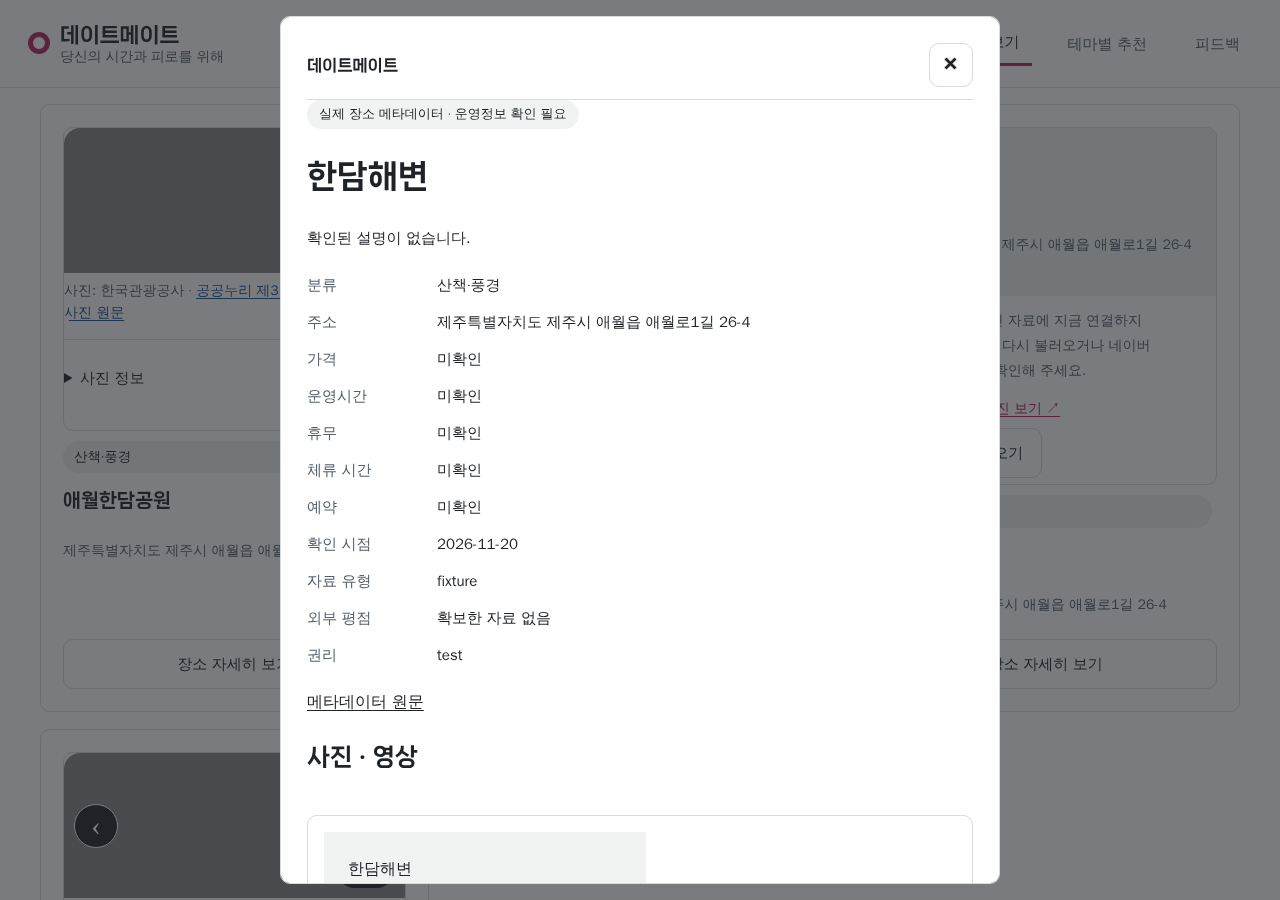 데이트메이트
당신의 시간과 피로를 위해
보기
테마별 추천
피드백
사진: 한국관광공사 · 공공누리 제3
사진 원문
▶ 사진 정보
산책·풍경
애월한담공원
제주특별자치도 제주시 애월읍 애월
장소 자세히 보기
‹
데이트메이트
×
실제 장소 메타데이터 · 운영정보 확인 필요
한담해변
확인된 설명이 없습니다.
분류 산책·풍경
주소 제주특별자치도 제주시 애월읍 애월로1길 26-4
가격 미확인
운영시간 미확인
휴무 미확인
체류 시간 미확인
예약 미확인
확인 시점 2026-11-20
자료 유형 fixture
외부 평점 확보한 자료 없음
권리 test
메타데이터 원문
사진 · 영상
한담해변
제주시 애월읍 애월로1길 26-4
자료에 지금 연결하지
다시 불러오거나 네이버
확인해 주세요.
보기 ↗
오기
주시 애월읍 애월로1길 26-4
장소 자세히 보기